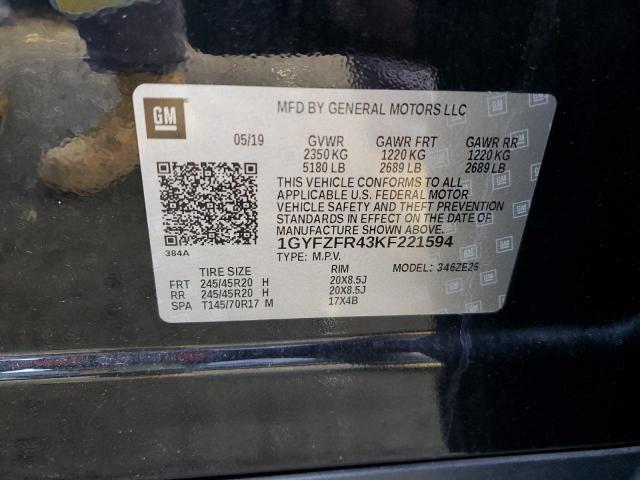 GM
MFD BY GENERAL MOTORS LLC
05/19 GVWR GAWR FRT GAWR RR
2350 KG 1220 KG 1220 KG
5180 LB 2689 LB 2689 LB
THIS VEHICLE CONFORMS TO ALL
APPLICABLE U.S. FEDERAL MOTOR
VEHICLE SAFETY AND THEFT PREVENTION
STANDARDS IN EFFECT ON THE DATE OF
MANUFACTURE SHOWN ABOVE.
1GYFZFR43KF221594
384A TYPE: M.P.V. MODEL: 346ZE26
TIRE SIZE RIM
FRT 245/45R20 H 20X8.5J
RR 245/45R20 H 20X8.5J
SPA T145/70R17 M 17X4B